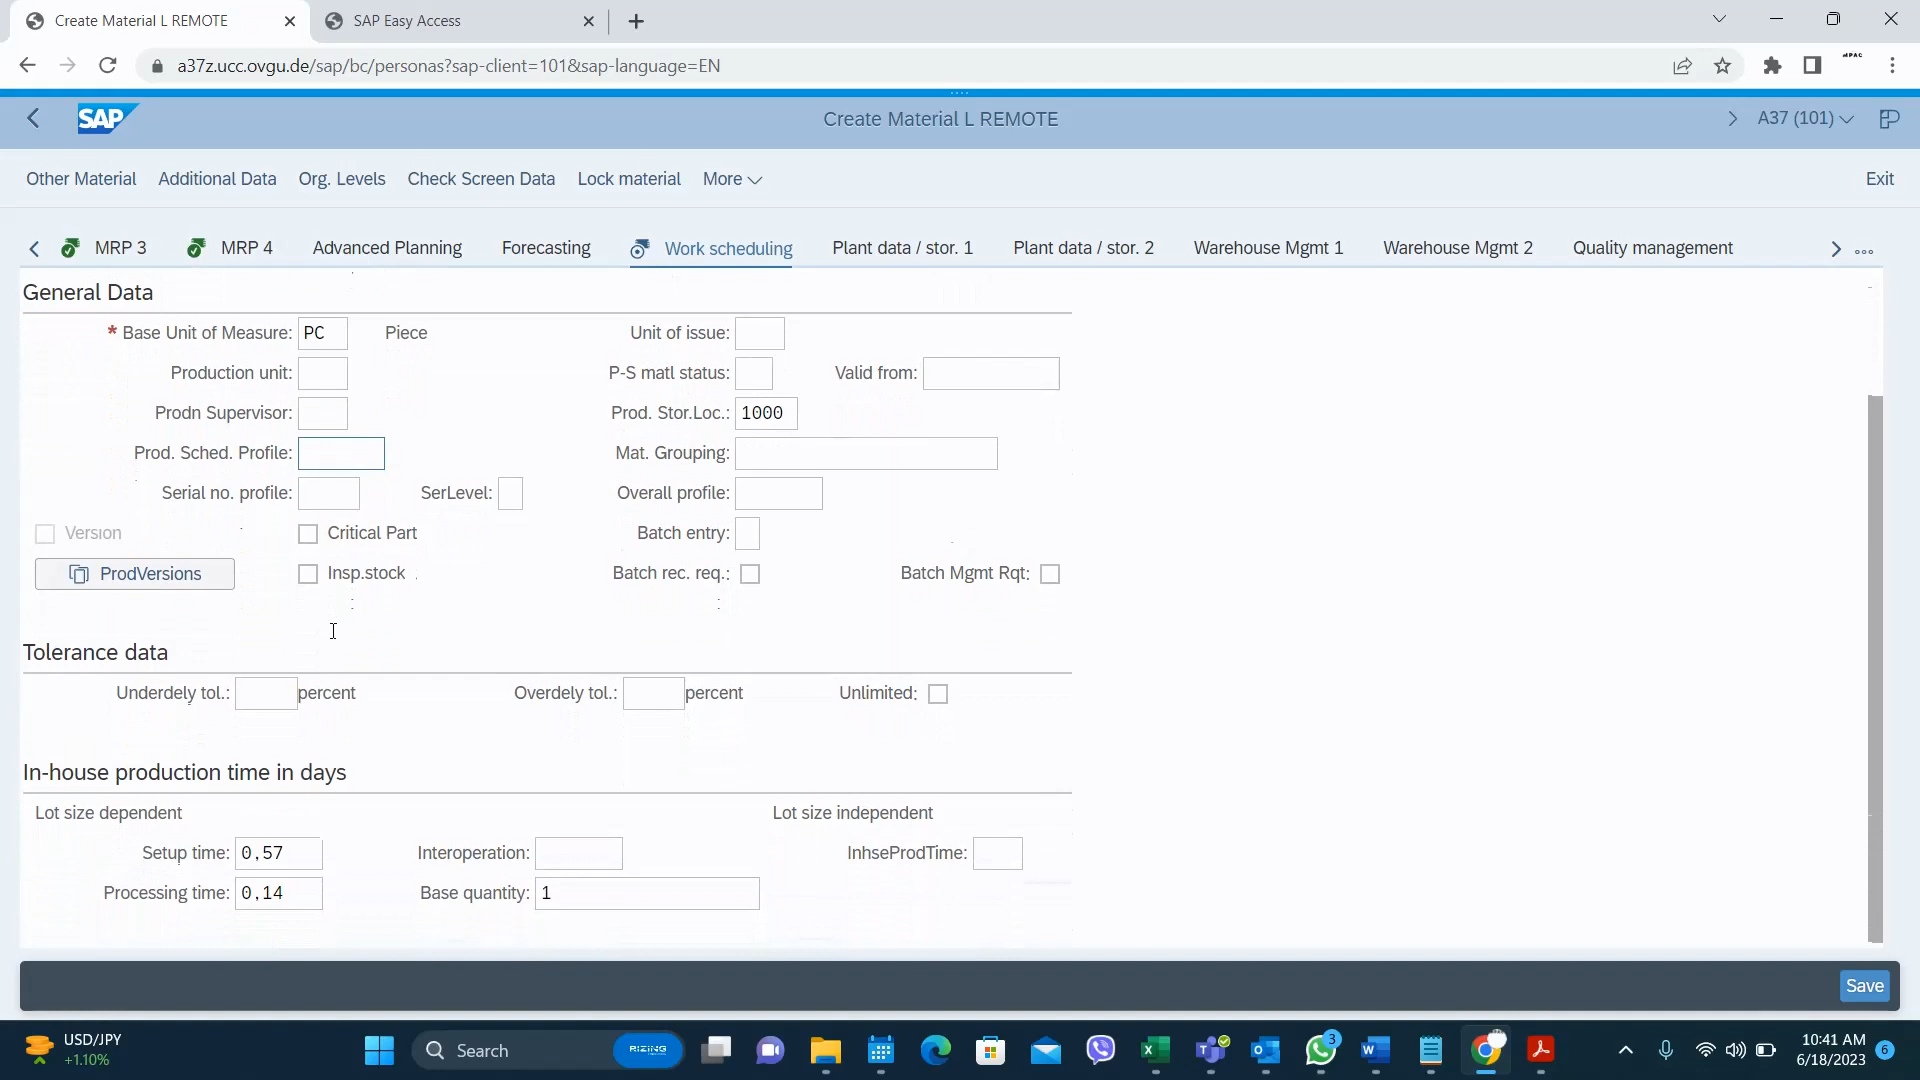 Create Material L REMOTE
SAP Easy Access
a37z.ucc.ovgu.de/sap/bc/personas?sap-client=101&sap-language=EN
SAP
Create Material L REMOTE
A37 (101)
Other Material Additional Data Org. Levels Check Screen Data Lock material More Exit
MRP 3 MRP 4 Advanced Planning Forecasting Work scheduling Plant data / stor. 1 Plant data / stor. 2 Warehouse Mgmt 1 Warehouse Mgmt 2 Quality management
General Data
* Base Unit of Measure: PC Piece Unit of issue:
Production unit: P-S matl status: Valid from:
Prodn Supervisor: Prod. Stor.Loc.: 1000
Prod. Sched. Profile: Mat. Grouping:
Serial no. profile: SerLevel: Overall profile:
Version Critical Part Batch entry:
ProdVersions Insp.stock Batch rec. req.: Batch Mgmt Rqt:
Tolerance data
Underdely tol.: percent Overdely tol.: percent Unlimited:
In-house production time in days
Lot size dependent Lot size independent
Setup time: 0,57 Interoperation: InhseProdTime:
Processing time: 0,14 Base quantity: 1
Save
USD/JPY
+1.10%
Search
RIZING
3
10:41 AM
6/18/2023
6